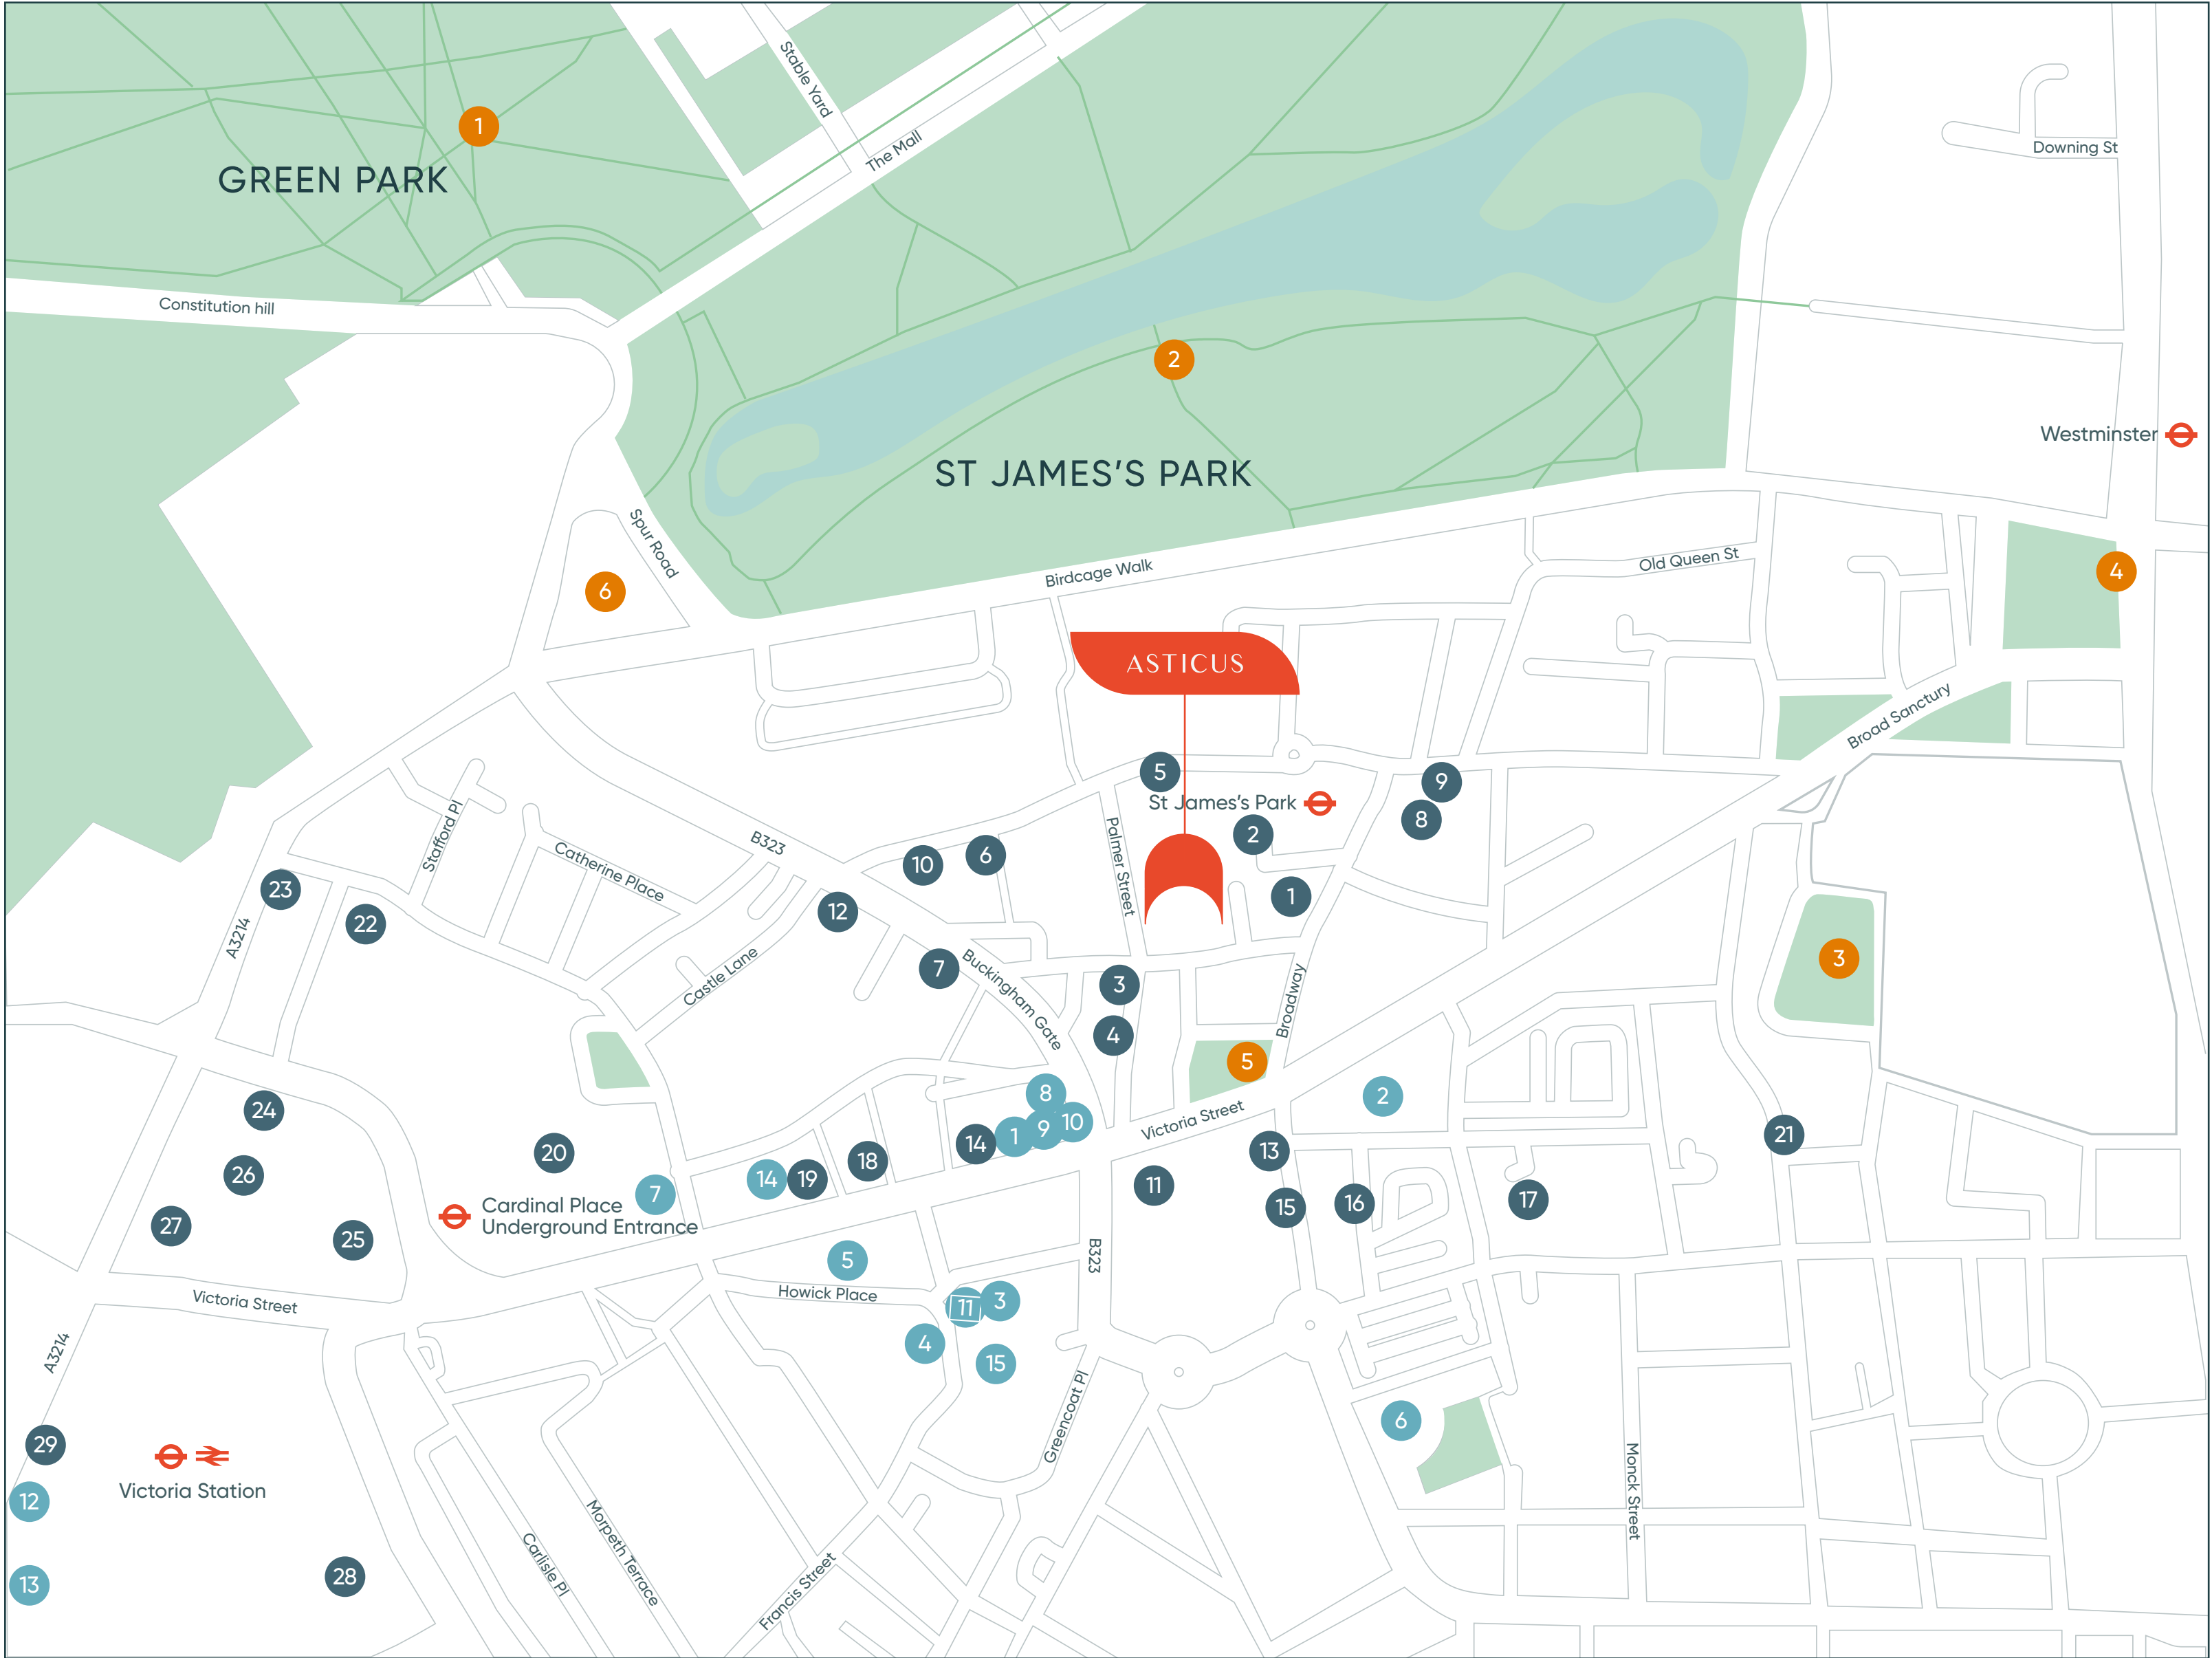 Stable Yard
1
The Mall
Downing St
GREEN PARK
Constitution hill
2
Westminster
ST JAMES'S PARK
Spur Road
Old Queen St
4
Birdcage Walk
6
ASTICUS
Broad Sanctury
5
9
St James's Park
8
Stafford Pl
B323
Palmer Street
2
Catherine Place
10
6
23
1
12
22
A3214
3
7
Buckingham Gate
Castle Lane
3
Broadway
4
5
8
2
24
Victoria Street
10
9
1
14
21
13
20
18
26
14
19
7
11
17
16
15
Cardinal Place
Underground Entrance
27
25
B323
5
Howick Place
Victoria Street
3
11
4
A3214
15
Greencoat Pl
6
29
Victoria Station
12
Monck Street
Morpeth Terrace
Carlisle Pl
28
13
Francis Street